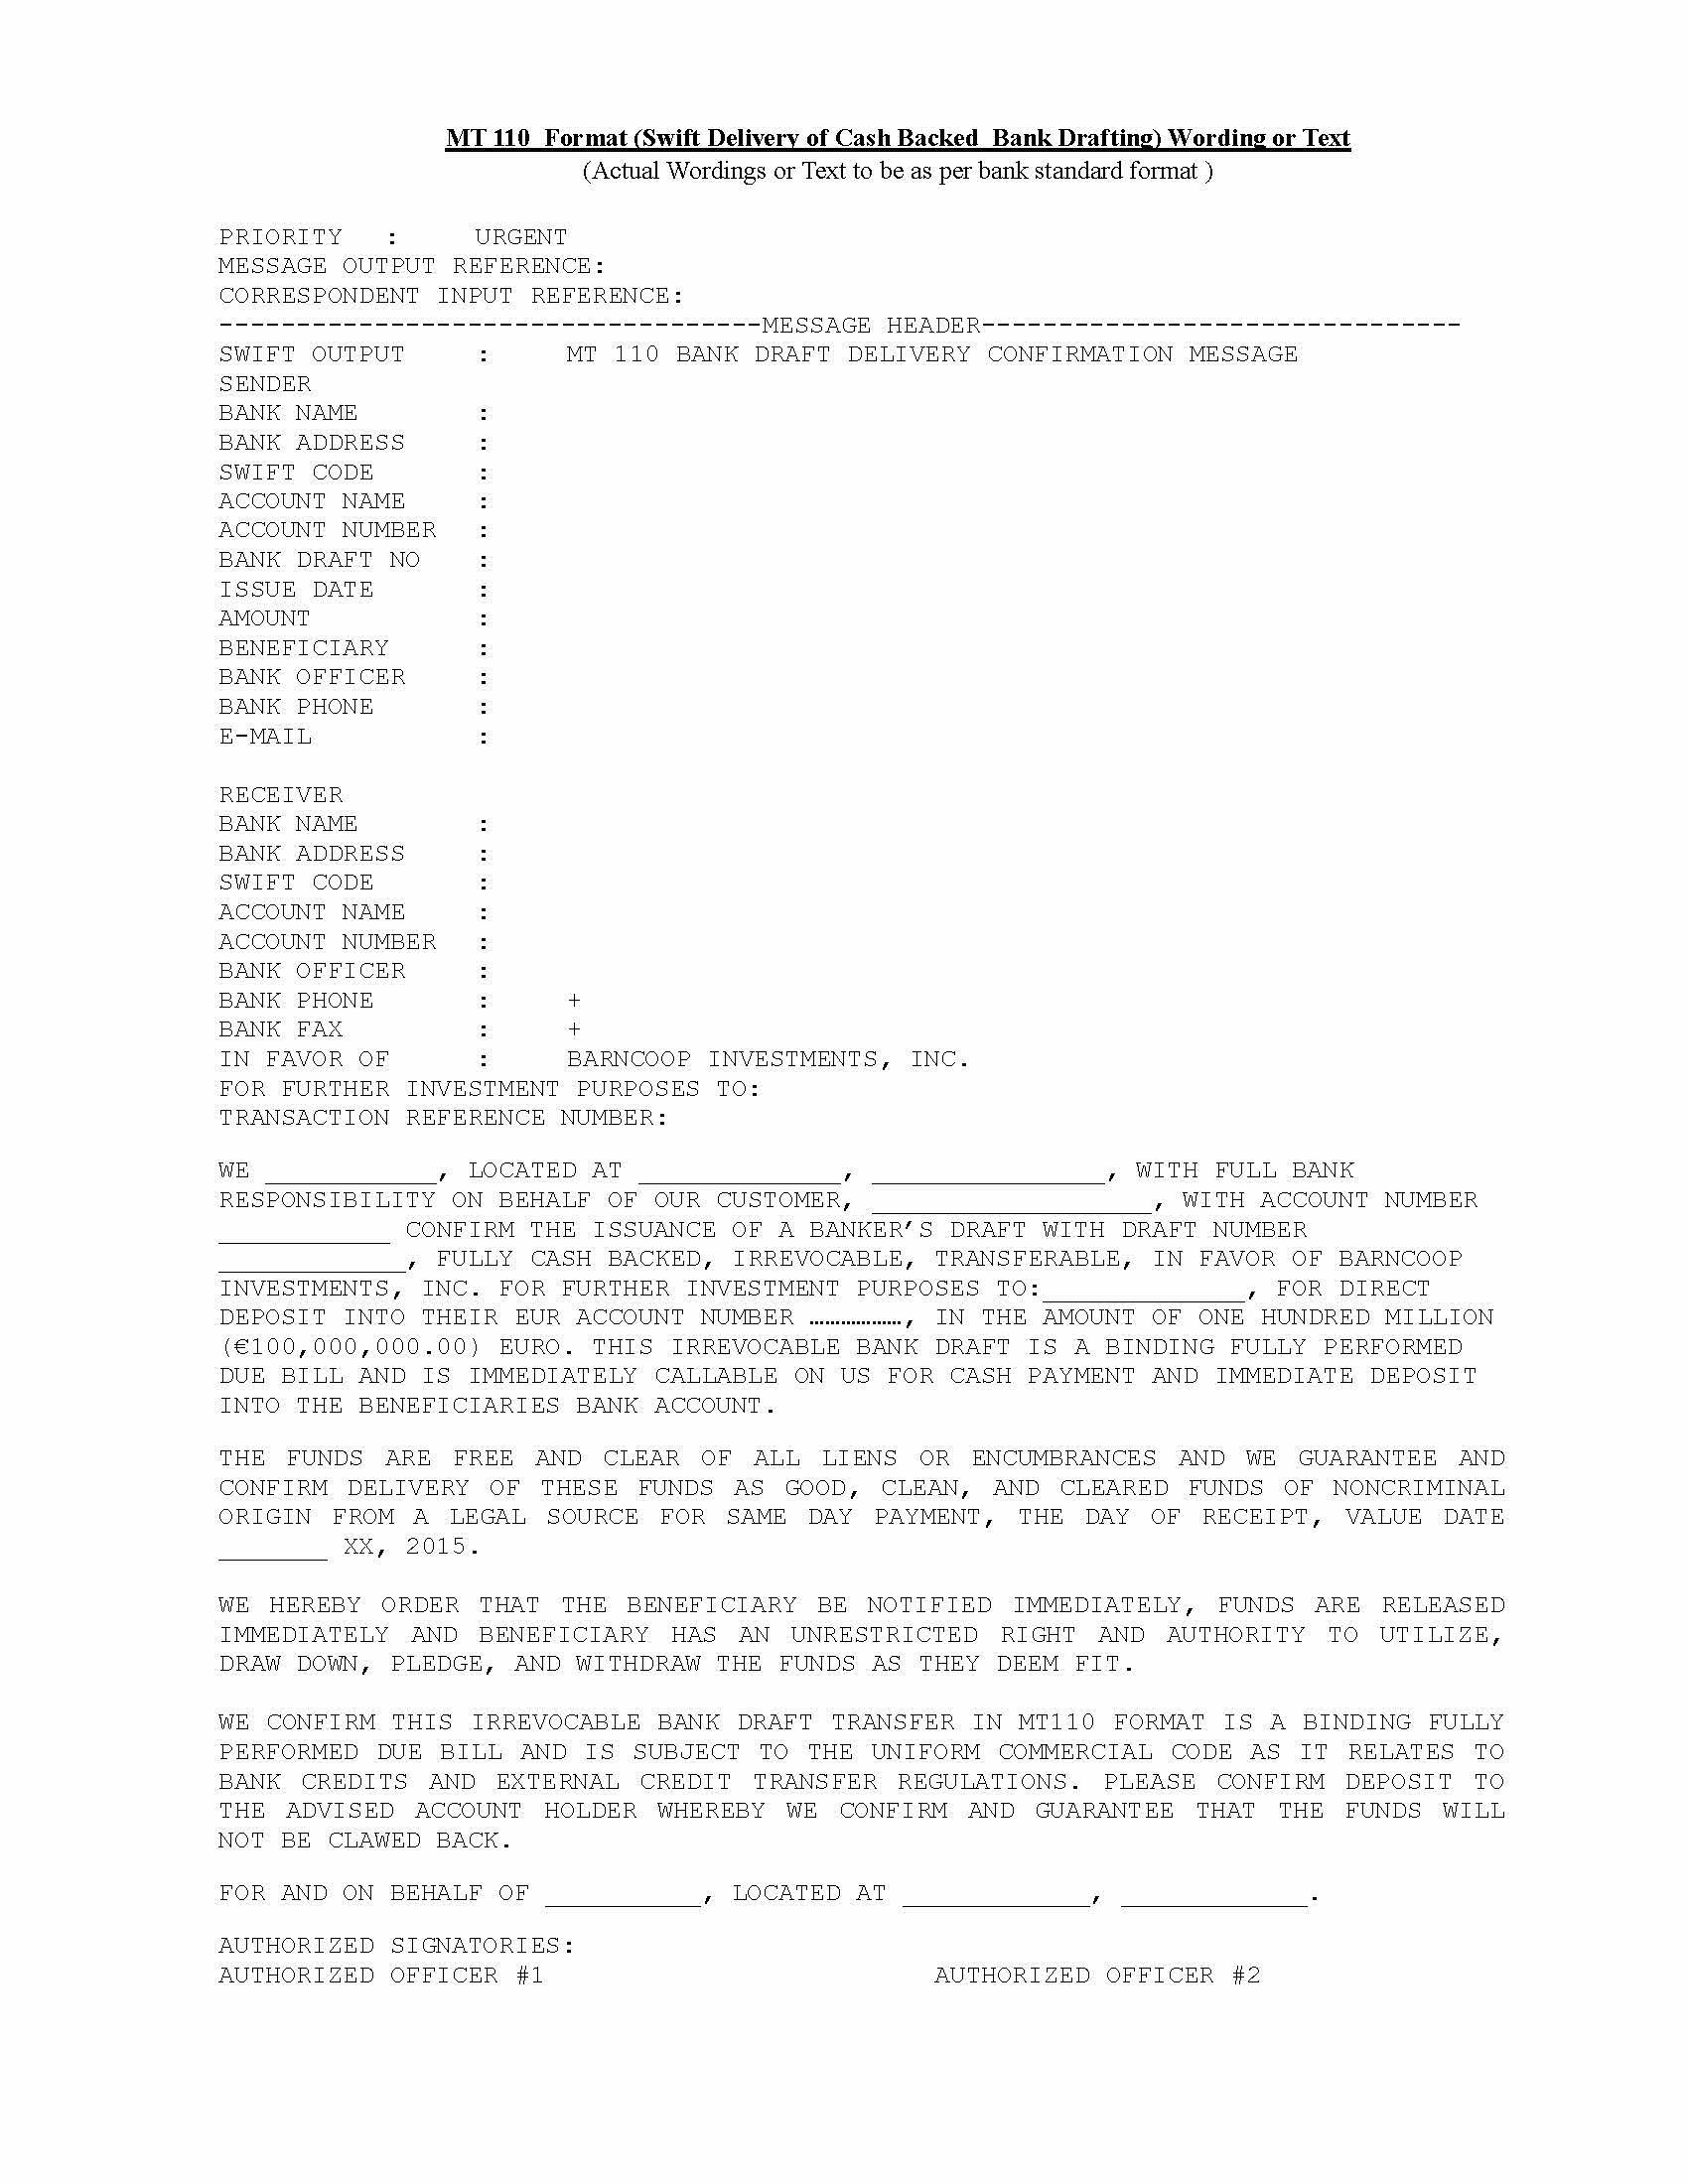 MT 110 Format (Swift Delivery of Cash Backed Bank Drafting) Wording or Text
(Actual Wordings or Text to be as per bank standard format )
PRIORITY : URGENT
MESSAGE OUTPUT REFERENCE:
CORRESPONDENT INPUT REFERENCE:
-----------------------------------MESSAGE HEADER-------------------------------
SWIFT OUTPUT : MT 110 BANK DRAFT DELIVERY CONFIRMATION MESSAGE
SENDER
BANK NAME :
BANK ADDRESS :
SWIFT CODE :
ACCOUNT NAME :
ACCOUNT NUMBER :
BANK DRAFT NO :
ISSUE DATE :
AMOUNT :
BENEFICIARY :
BANK OFFICER :
BANK PHONE :
E-MAIL :
RECEIVER
BANK NAME :
BANK ADDRESS :
SWIFT CODE :
ACCOUNT NAME :
ACCOUNT NUMBER :
BANK OFFICER :
BANK PHONE : +
BANK FAX : +
IN FAVOR OF : BARNCOOP INVESTMENTS, INC.
FOR FURTHER INVESTMENT PURPOSES TO:
TRANSACTION REFERENCE NUMBER:
WE ___________, LOCATED AT _____________, _______________, WITH FULL BANK
RESPONSIBILITY ON BEHALF OF OUR CUSTOMER, __________________, WITH ACCOUNT NUMBER
___________ CONFIRM THE ISSUANCE OF A BANKER’S DRAFT WITH DRAFT NUMBER
____________, FULLY CASH BACKED, IRREVOCABLE, TRANSFERABLE, IN FAVOR OF BARNCOOP
INVESTMENTS, INC. FOR FURTHER INVESTMENT PURPOSES TO:_____________, FOR DIRECT
DEPOSIT INTO THEIR EUR ACCOUNT NUMBER ………………, IN THE AMOUNT OF ONE HUNDRED MILLION
(€100,000,000.00) EURO. THIS IRREVOCABLE BANK DRAFT IS A BINDING FULLY PERFORMED
DUE BILL AND IS IMMEDIATELY CALLABLE ON US FOR CASH PAYMENT AND IMMEDIATE DEPOSIT
INTO THE BENEFICIARIES BANK ACCOUNT.
THE FUNDS ARE FREE AND CLEAR OF ALL LIENS OR ENCUMBRANCES AND WE GUARANTEE AND
CONFIRM DELIVERY OF THESE FUNDS AS GOOD, CLEAN, AND CLEARED FUNDS OF NONCRIMINAL
ORIGIN FROM A LEGAL SOURCE FOR SAME DAY PAYMENT, THE DAY OF RECEIPT, VALUE DATE
_______ XX, 2015.
WE HEREBY ORDER THAT THE BENEFICIARY BE NOTIFIED IMMEDIATELY, FUNDS ARE RELEASED
IMMEDIATELY AND BENEFICIARY HAS AN UNRESTRICTED RIGHT AND AUTHORITY TO UTILIZE,
DRAW DOWN, PLEDGE, AND WITHDRAW THE FUNDS AS THEY DEEM FIT.
WE CONFIRM THIS IRREVOCABLE BANK DRAFT TRANSFER IN MT110 FORMAT IS A BINDING FULLY
PERFORMED DUE BILL AND IS SUBJECT TO THE UNIFORM COMMERCIAL CODE AS IT RELATES TO
BANK CREDITS AND EXTERNAL CREDIT TRANSFER REGULATIONS. PLEASE CONFIRM DEPOSIT TO
THE ADVISED ACCOUNT HOLDER WHEREBY WE CONFIRM AND GUARANTEE THAT THE FUNDS WILL
NOT BE CLAWED BACK.
FOR AND ON BEHALF OF __________, LOCATED AT ____________, ____________.
AUTHORIZED SIGNATORIES:
AUTHORIZED OFFICER #1 AUTHORIZED OFFICER #2